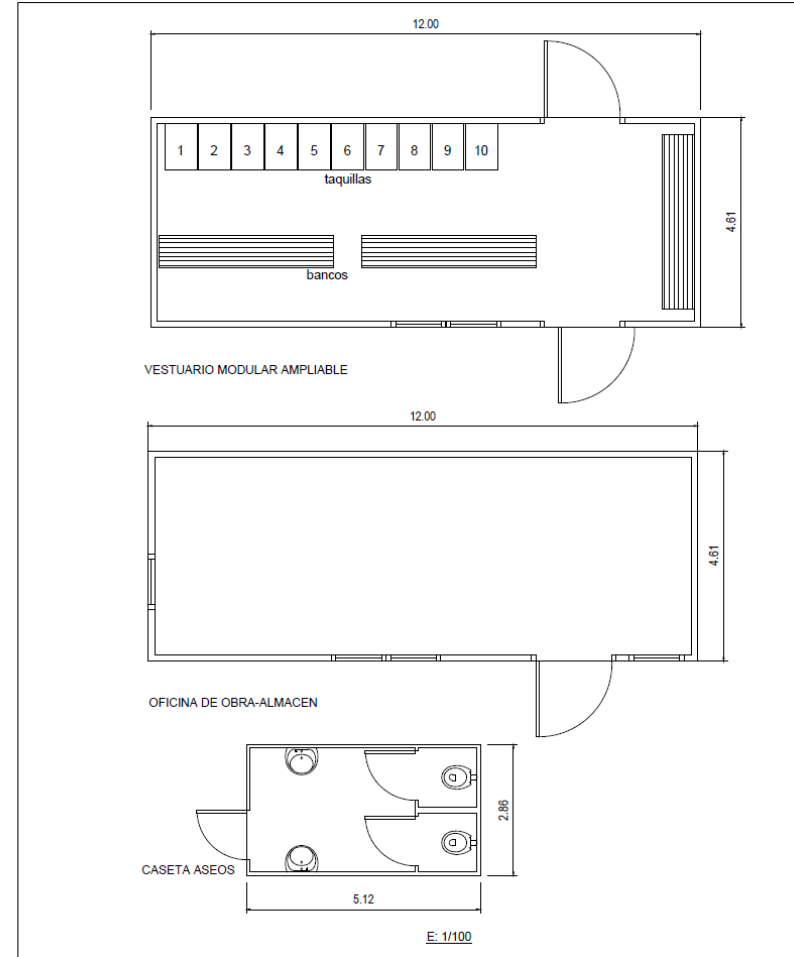 12.00
1 2 3 4 5 6 7 8 9 10
taquillas
4.61
bancos
VESTUARIO MODULAR AMPLIABLE
12.00
4.61
OFICINA DE OBRA-ALMACEN
2.86
CASETA ASEOS
5.12
E: 1/100